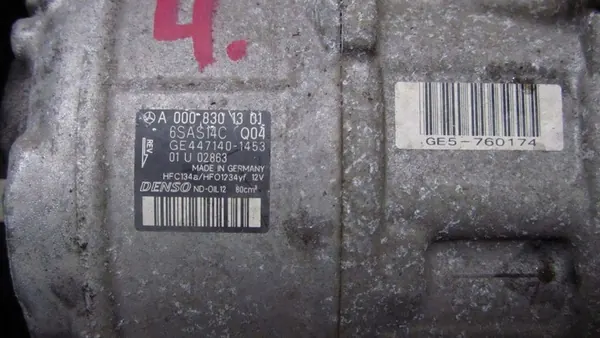 4.
A 000 830 13 01
6SAS14C Q04
GE447140-1453
REV
01 U 02863
MADE IN GERMANY
HFC134a/HFO1234yf 12V
DENSO ND-OIL12 80cm³
GE5-760174